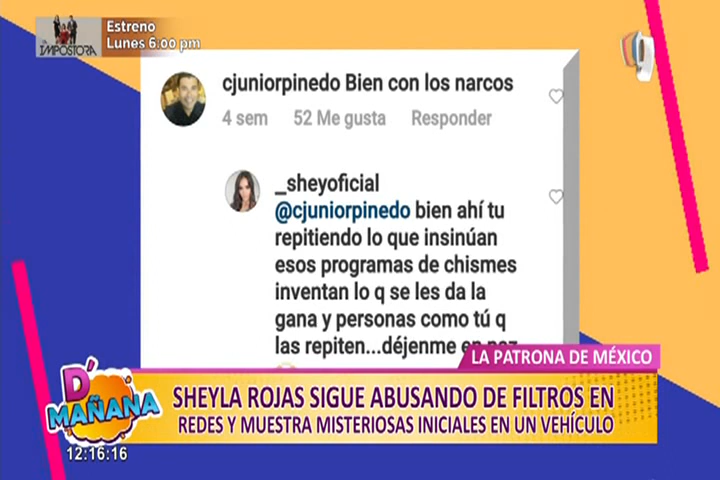 Estreno
LA IMPOSTORA
Lunes 6.00 pm
cjuniorpinedo Bien con los narcos
4 sem 52 Me gusta Responder
_sheyoficial
@cjuniorpinedo bien ahí tu
repitiendo lo que insinúan
esos programas de chismes
inventan lo q se les da la
gana y personas como tú q
las repiten...déjenme en paz
LA PATRONA DE MÉXICO
D'
MAÑANA
SHEYLA ROJAS SIGUE ABUSANDO DE FILTROS EN
REDES Y MUESTRA MISTERIOSAS INICIALES EN UN VEHÍCULO
12:16:16